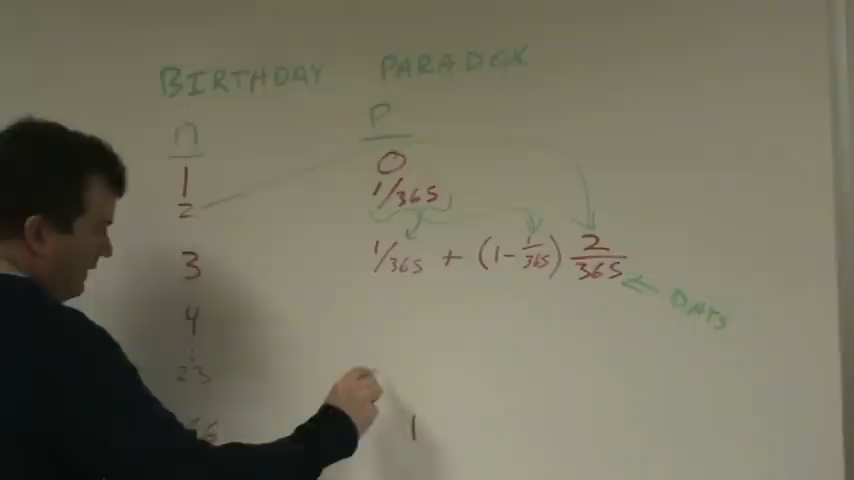 BIRTHDAY PARADOX
n P
1 0
2 1/365
3 1/365 + (1 - 1/365) 2/365
← DAYS
4
⋮
23
1